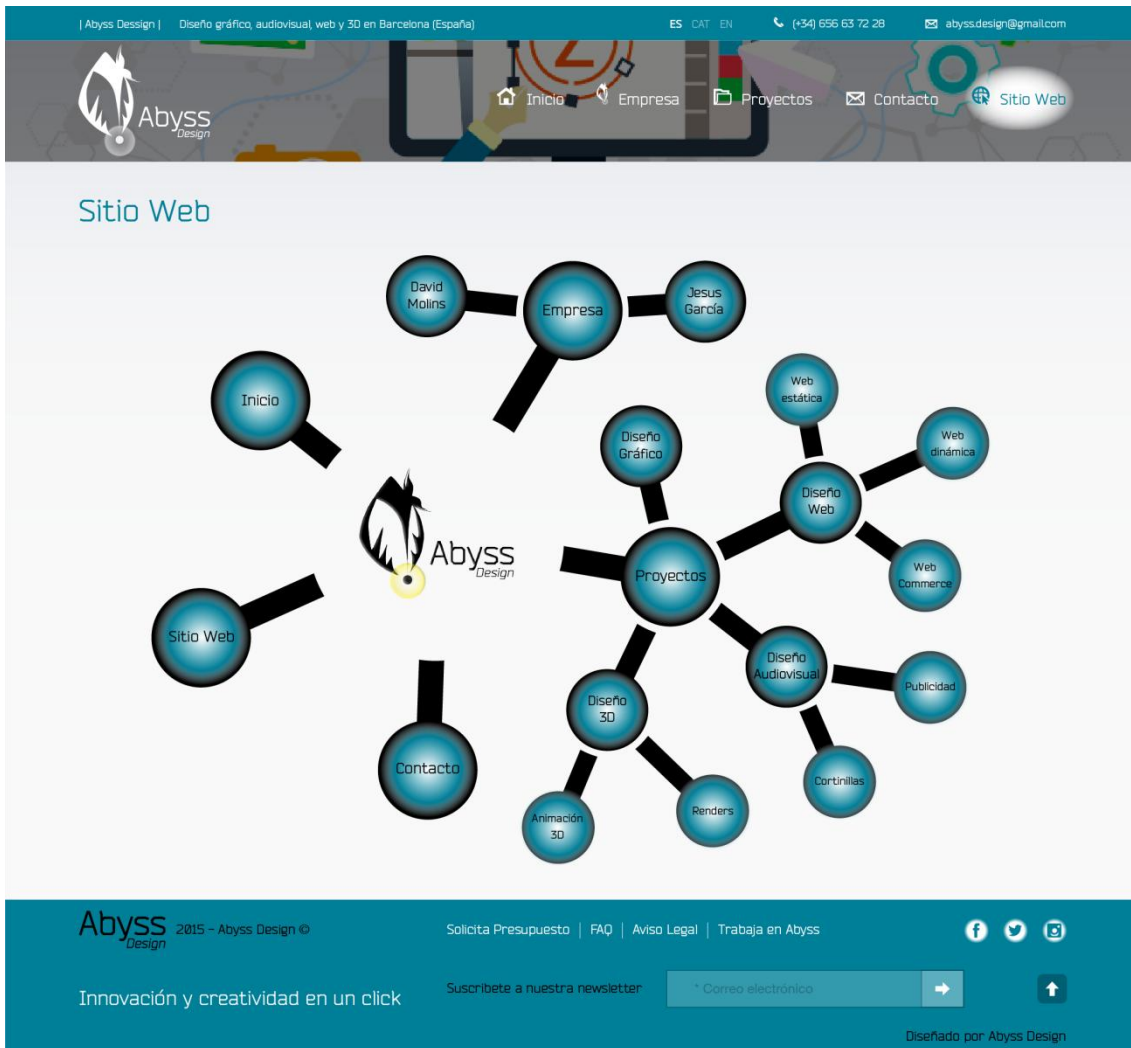 | Abyss Dessign |    Diseño gráfico, audiovisual, web y 3D en Barcelona (España)    ES CAT EN    (+34) 656 63 72 28    abyss.design@gmail.com
Abyss
Design
Inicio    Empresa    Proyectos    Contacto    Sitio Web
Sitio Web
David
Molins
Empresa
Jesus
García
Inicio
Web
estática
Diseño
Gráfico
Web
dinámica
Diseño
Web
Abyss
Design
Proyectos
Web
Commerce
Sitio Web
Diseño
Audiovisual
Publicidad
Diseño
3D
Contacto
Cortinillas
Animación
3D
Renders
Abyss
Design
2015 - Abyss Design ©
Solicita Presupuesto | FAQ | Aviso Legal | Trabaja en Abyss
Innovación y creatividad en un click
Suscríbete a nuestra newsletter
* Correo electrónico
Diseñado por Abyss Design